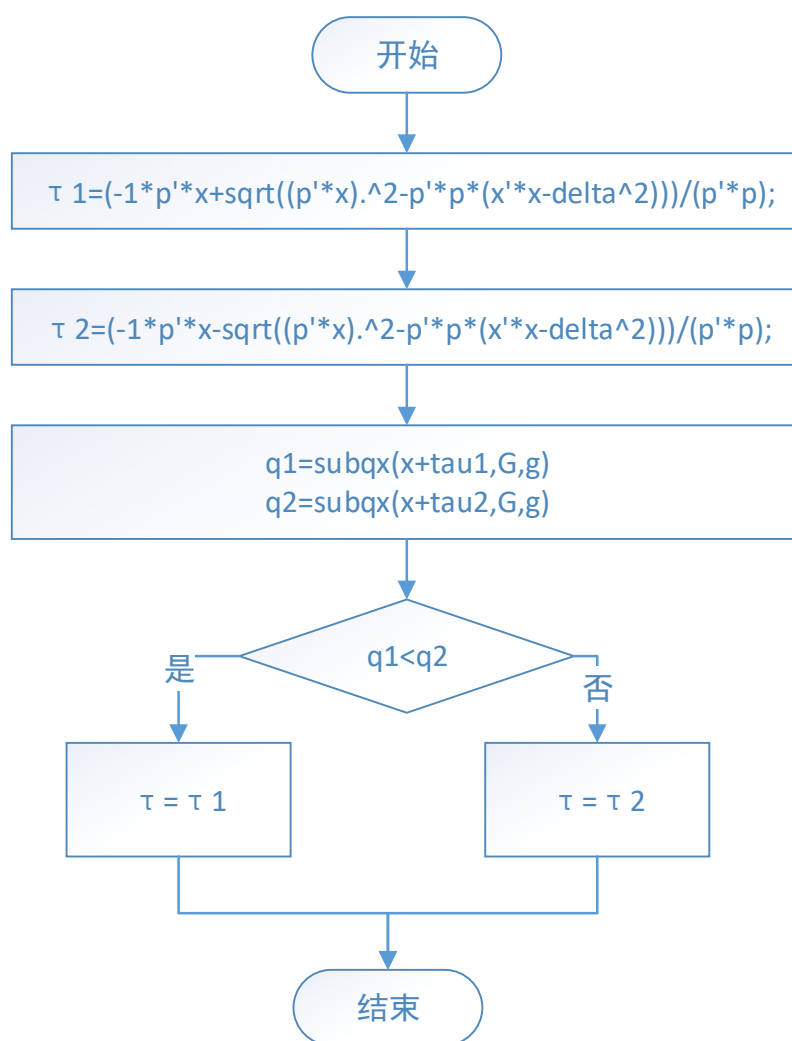 开始
τ 1=(-1*p'*x+sqrt((p'*x).^2-p'*p*(x'*x-delta^2)))/(p'*p);
τ 2=(-1*p'*x-sqrt((p'*x).^2-p'*p*(x'*x-delta^2)))/(p'*p);
q1=subqx(x+tau1,G,g)
q2=subqx(x+tau2,G,g)
q1<q2
是
否
τ = τ 1
τ = τ 2
结束